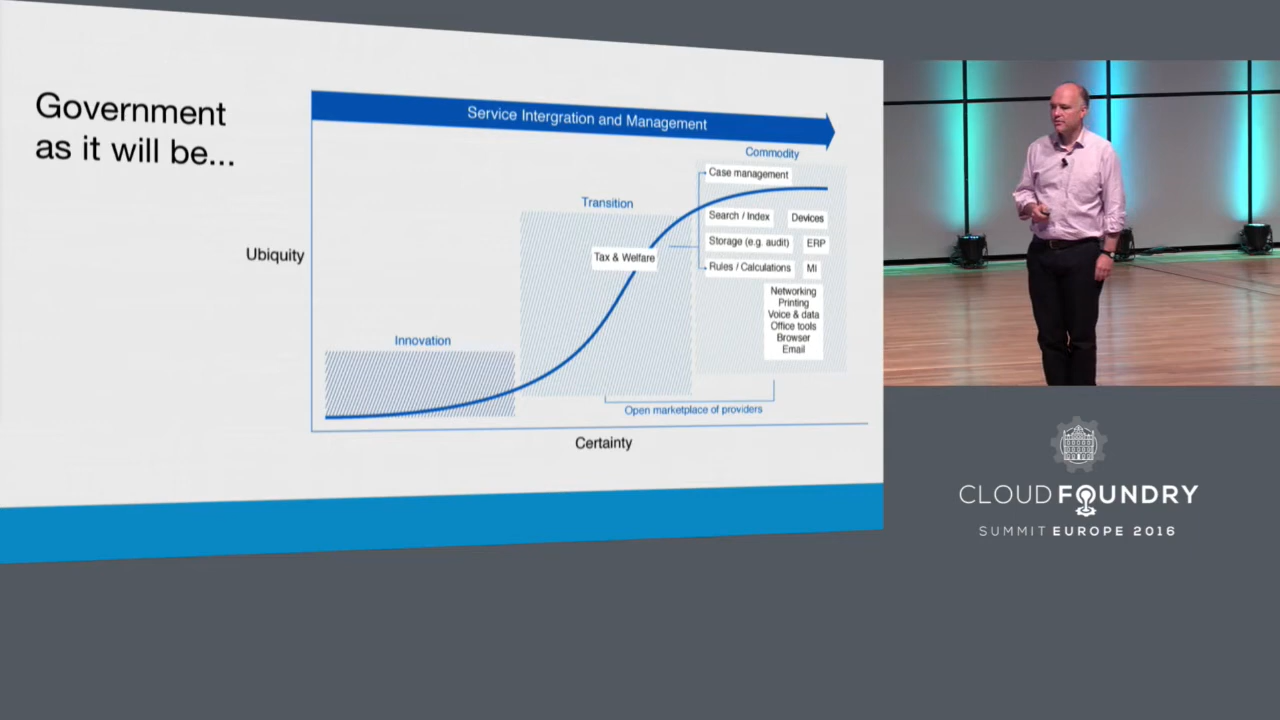 Government
as it will be...
Service Intergration and Management
Commodity
Case management
Transition
Search / Index
Devices
Ubiquity
Tax & Welfare
Storage (e.g. audit)
ERP
Rules / Calculations
MI
Networking
Printing
Voice & data
Office tools
Browser
Email
Innovation
Open marketplace of providers
Certainty
CLOUD FOUNDRY
SUMMIT EUROPE 2016